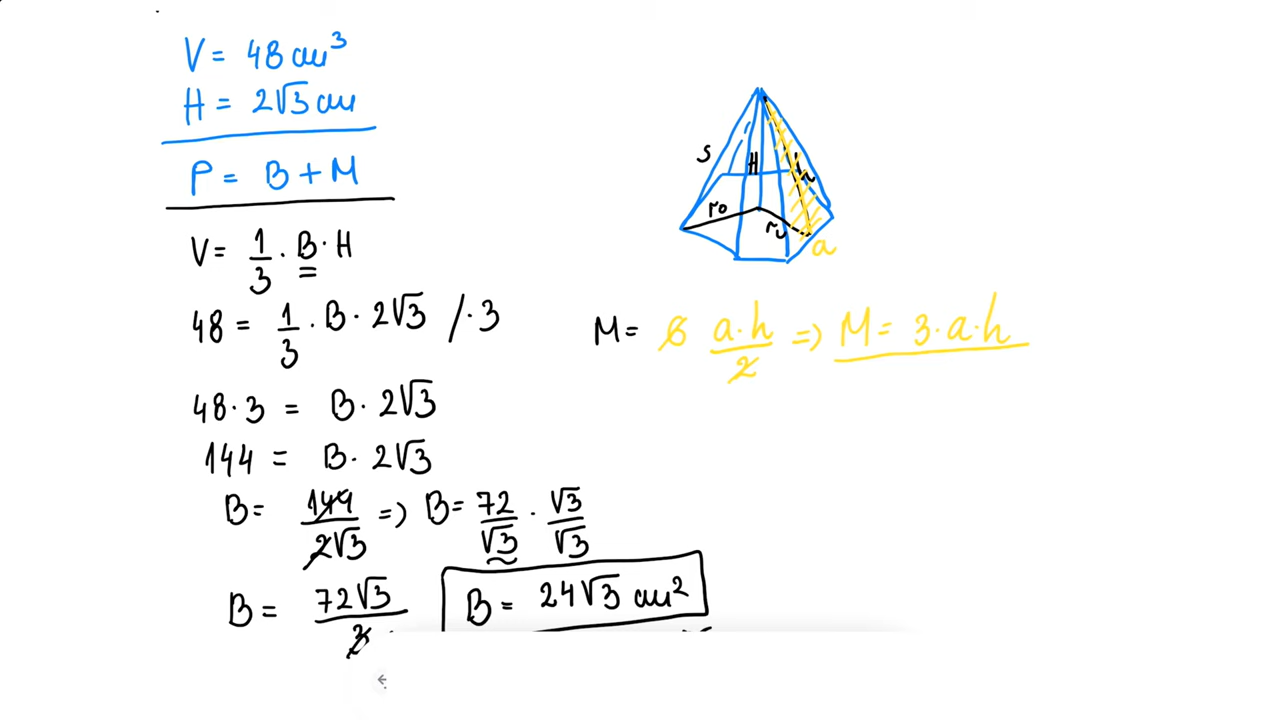 V = 48 cm³
H = 2√3 cm
P = B + M
V = 1/3 · B · H
48 = 1/3 · B · 2√3 / · 3
48 · 3 = B · 2√3
144 = B · 2√3
B = 144/2√3 => B = 72/√3 · √3/√3
B = 72√3/3
B = 24√3 cm²
s
H
h
r₀
rᵤ
a
M = 6 a·h/2 => M = 3·a·h